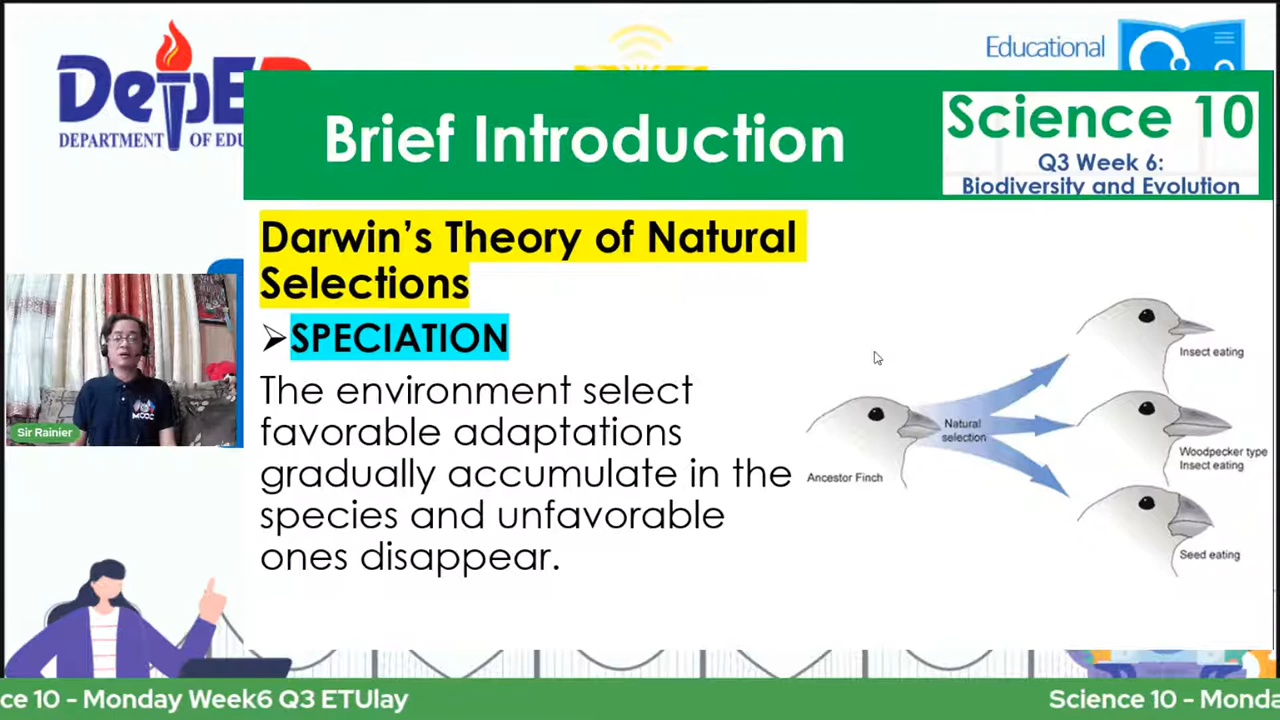 DepED
DEPARTMENT OF EDU
Educational
Brief Introduction
Science 10
Q3 Week 6:
Biodiversity and Evolution
Darwin’s Theory of Natural
Selections
➢SPECIATION
The environment select
favorable adaptations
gradually accumulate in the
species and unfavorable
ones disappear.
Ancestor Finch
Natural
selection
Insect eating
Woodpecker type
Insect eating
Seed eating
MOOC
Sir Rainier
ce 10 - Monday Week6 Q3 ETUlay
Science 10 - Monda